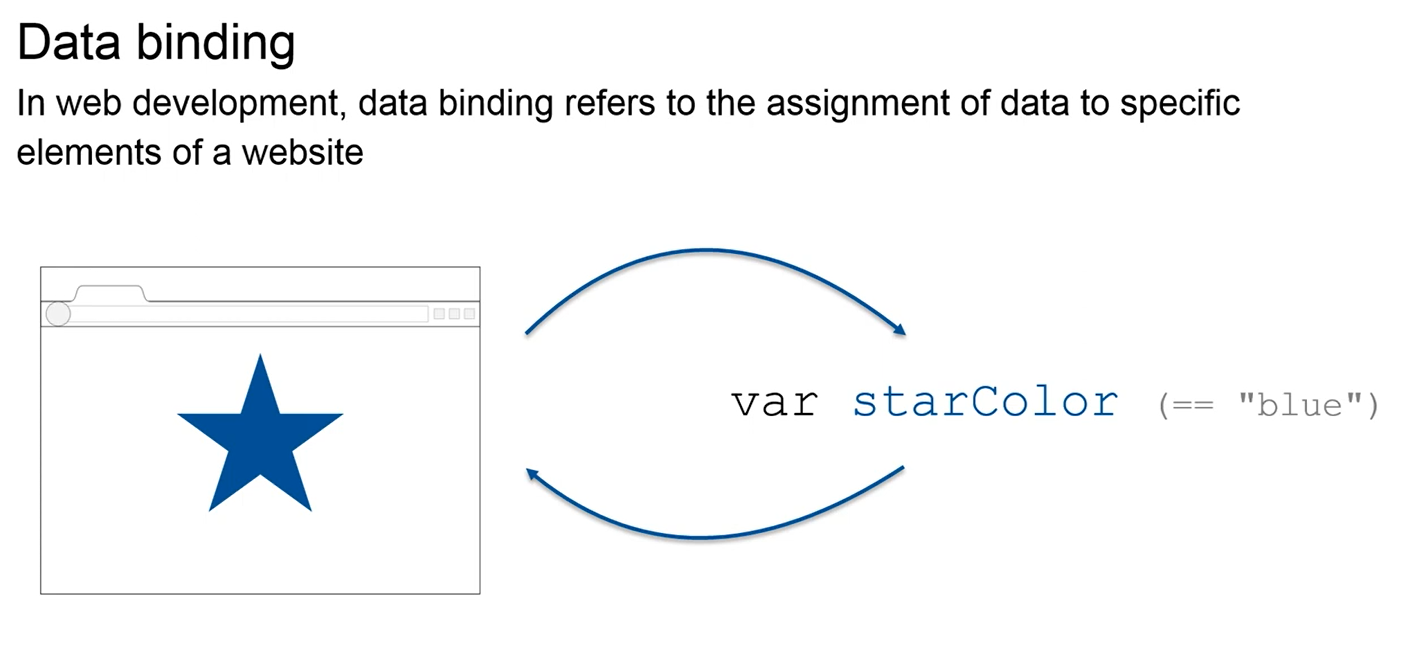 Data binding
In web development, data binding refers to the assignment of data to specific
elements of a website
var starColor (== "blue")